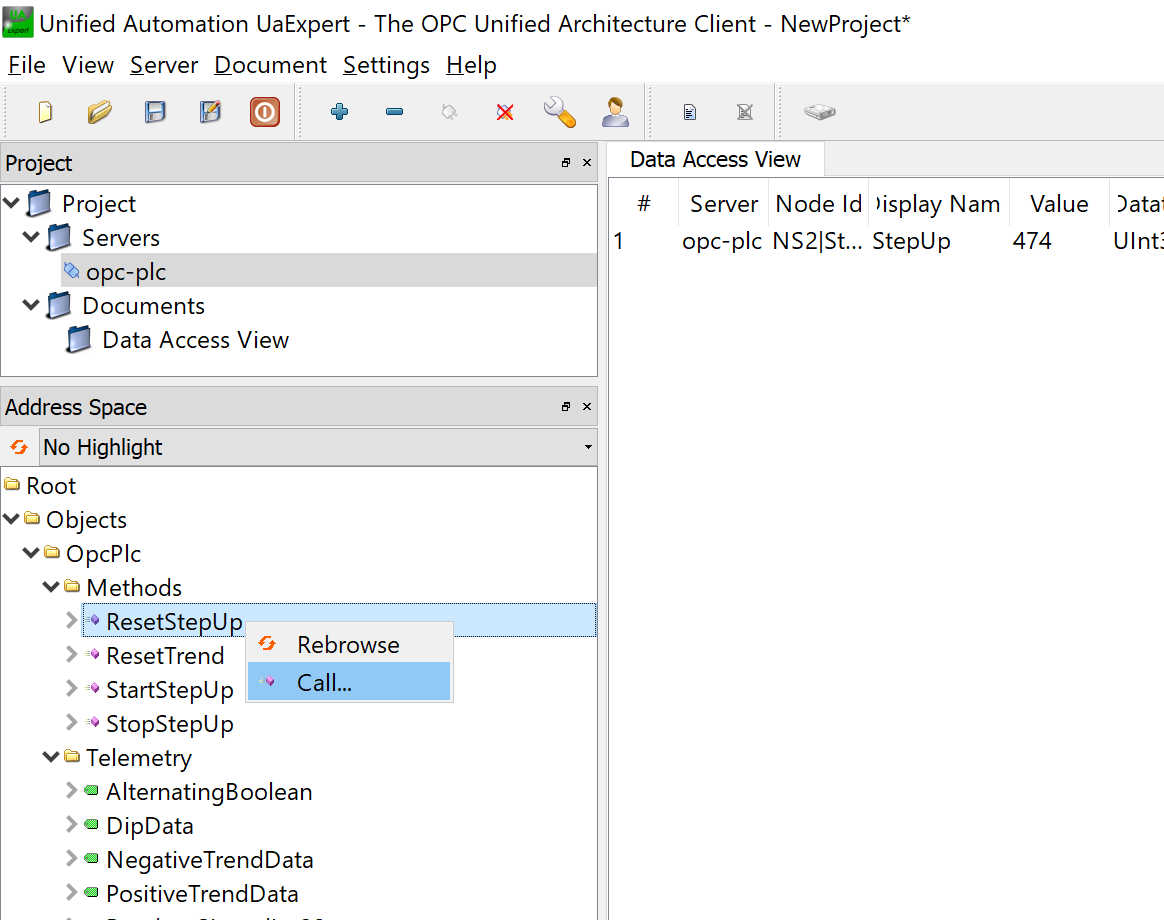 Unified Automation UaExpert - The OPC Unified Architecture Client - NewProject*
File View Server Document Settings Help
Project
Project
Servers
opc-plc
Documents
Data Access View
Address Space
No Highlight
Root
Objects
OpcPlc
Methods
ResetStepUp
Rebrowse
Call...
ResetTrend
StartStepUp
StopStepUp
Telemetry
AlternatingBoolean
DipData
NegativeTrendData
PositiveTrendData
Data Access View
# Server Node Id Display Nam Value Datat
1 opc-plc NS2|St... StepUp 474 UInt3